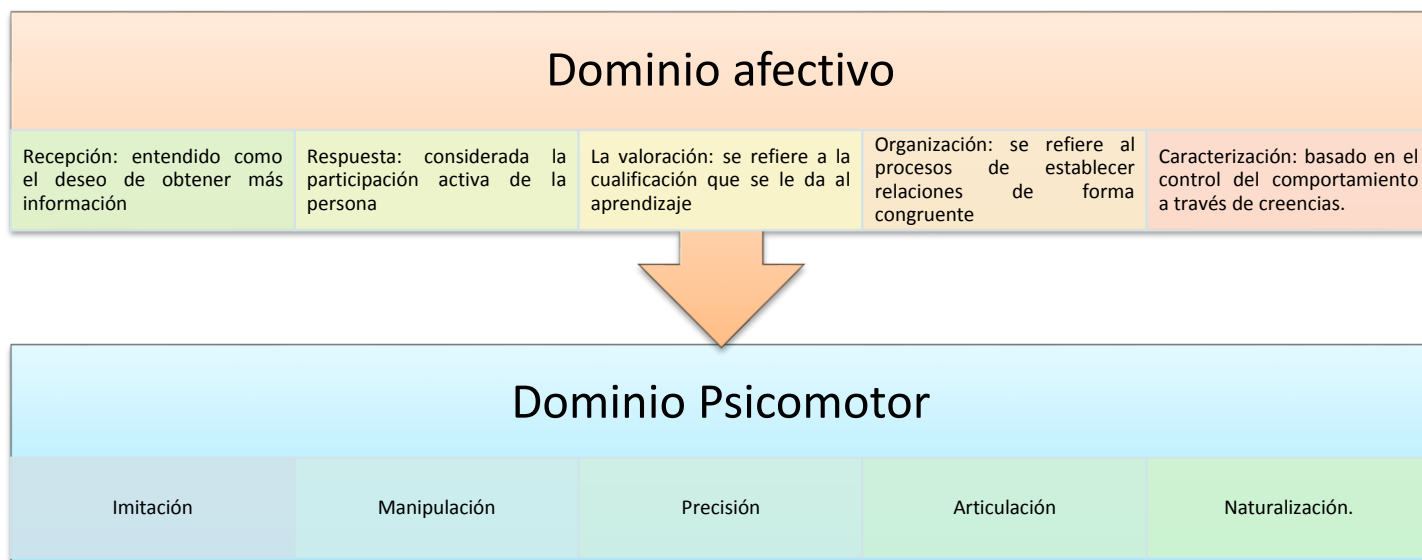 Dominio afectivo
Recepción: entendido como
el deseo de obtener más
información
Respuesta: considerada la
participación activa de la
persona
La valoración: se refiere a la
cualificación que se le da al
aprendizaje
Organización: se refiere al
procesos de establecer
relaciones de forma
congruente
Caracterización: basado en el
control del comportamiento
a través de creencias.
Dominio Psicomotor
Imitación
Manipulación
Precisión
Articulación
Naturalización.